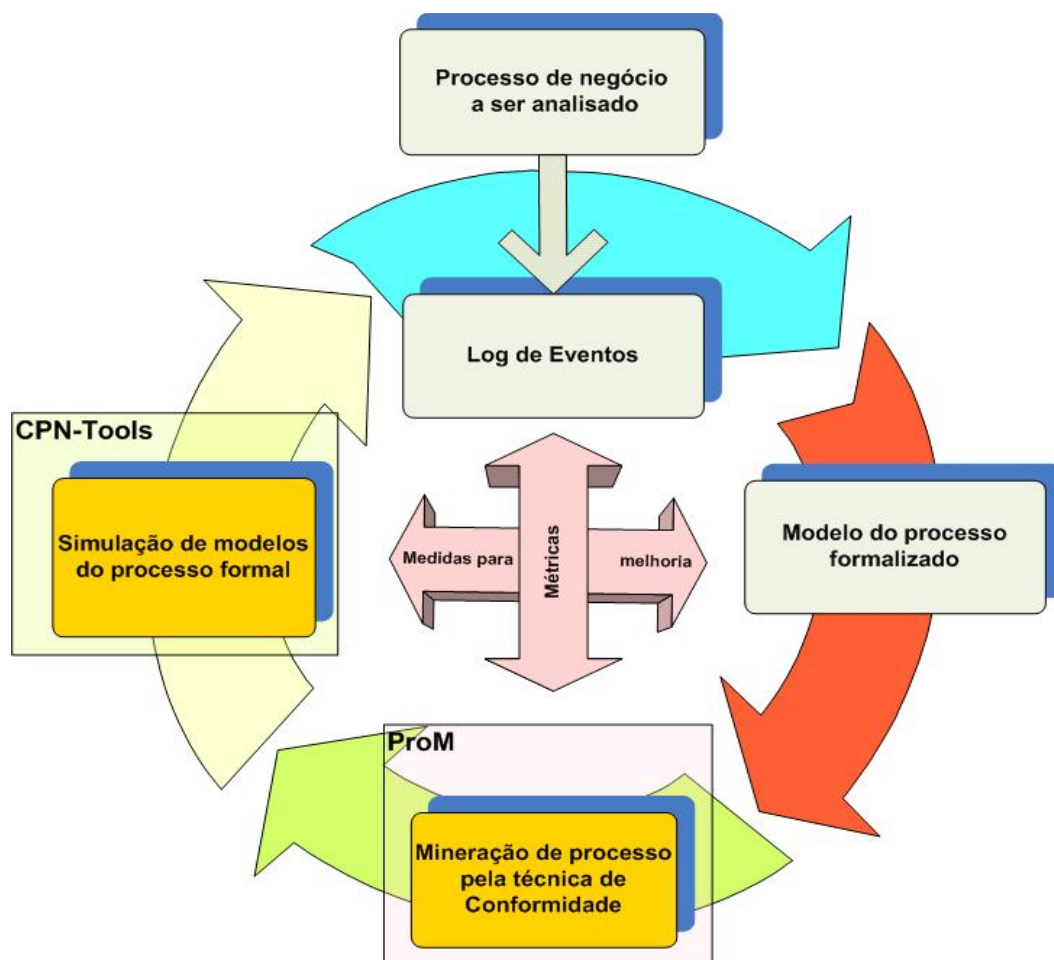 Processo de negócio
a ser analisado
Log de Eventos
CPN-Tools
Simulação de modelos
do processo formal
Medidas para
Métricas
melhoria
Modelo do processo
formalizado
ProM
Mineração de processo
pela técnica de
Conformidade